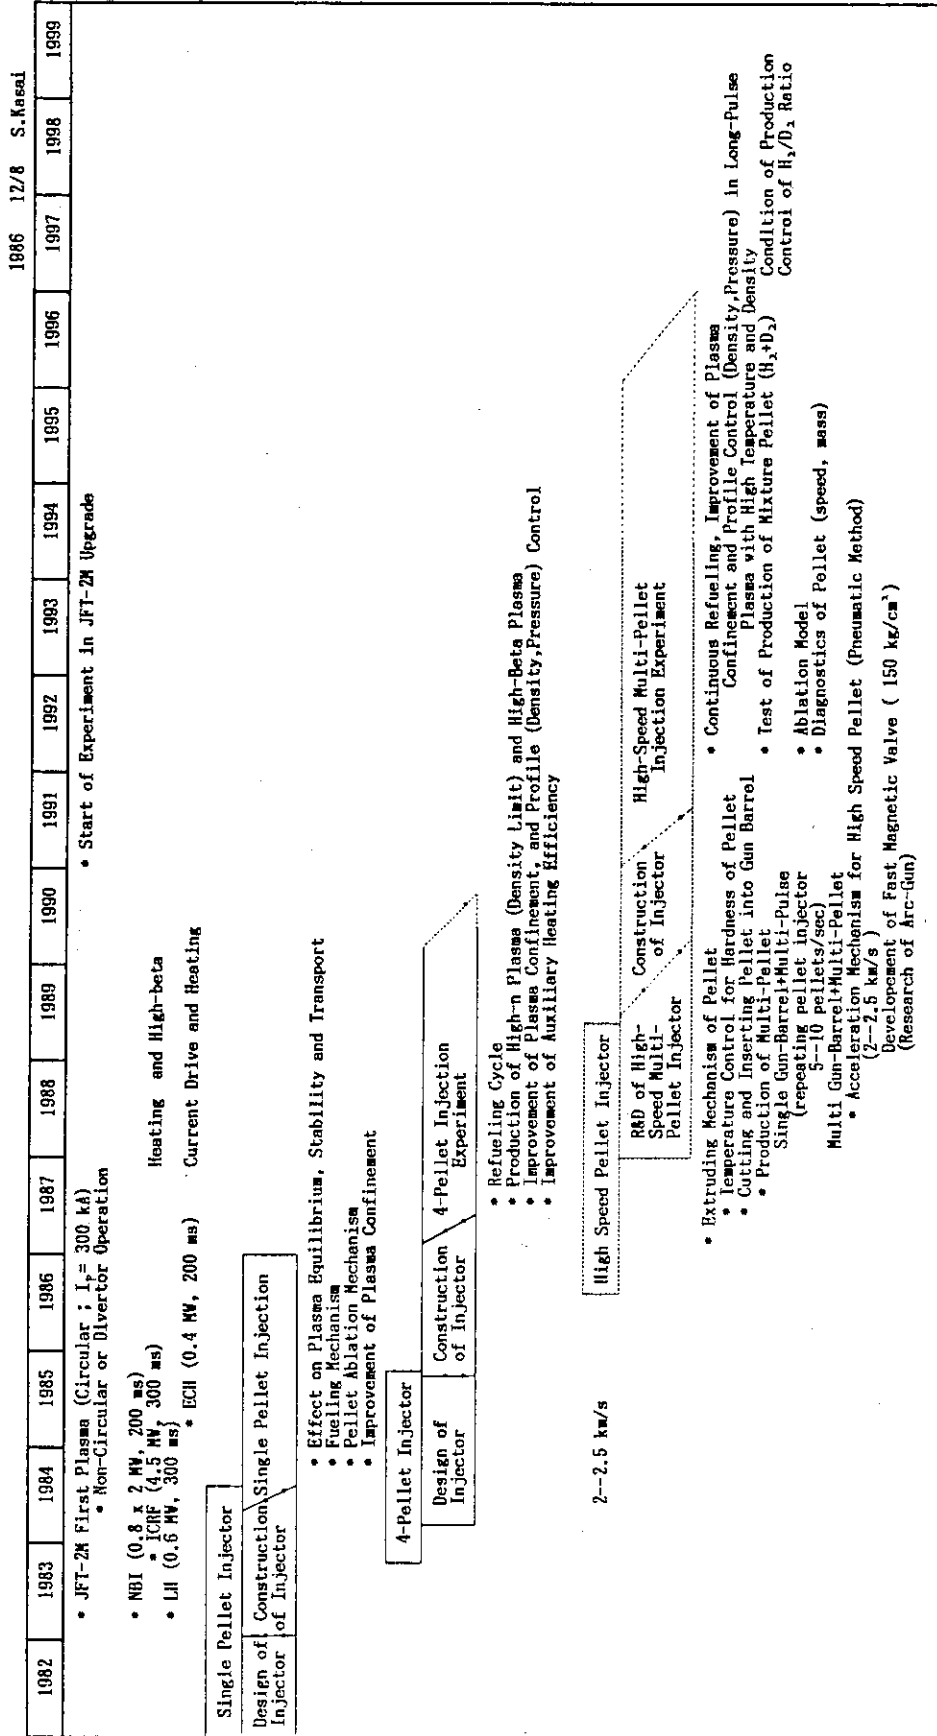 1986 12/8 S.Kasai
1982 1983 1984 1985 1986 1987 1988 1989 1990 1991 1992 1993 1994 1995 1996 1997 1998 1999
• JFT-2M First Plasma (Circular ; Ip= 300 kA)
• Non-Circular or Divertor Operation
• Start of Experiment in JFT-2M Upgrade
• NBI (0.8 x 2 MW, 200 ms)
• ICRF (4.5 MW, 300 ms)
Heating and High-beta
• LH (0.6 MW, 300 ms)
• ECH (0.4 MW, 200 ms)
Current Drive and Heating
Single Pellet Injector
Design of
Injector
Construction
of Injector
Single Pellet Injection
• Effect on Plasma Equilibrium, Stability and Transport
• Fueling Mechanism
• Pellet Ablation Mechanism
• Improvement of Plasma Confinement
4-Pellet Injector
Design of
Injector
Construction
of Injector
4-Pellet Injection
Experiment
• Refueling Cycle
• Production of High-n Plasma (Density Limit) and High-Beta Plasma
• Improvement of Plasma Confinement, and Profile (Density,Pressure) Control
• Improvement of Auxiliary Heating Efficiency
2--2.5 km/s
High Speed Pellet Injector
R&D of High-
Speed Multi-
Pellet Injector
Construction
of Injector
High-Speed Multi-Pellet
Injection Experiment
• Extruding Mechanism of Pellet
• Temperature Control for Hardness of Pellet
• Cutting and Inserting Pellet into Gun Barrel
• Production of Multi-Pellet
Single Gun-Barrel+Multi-Pulse
(repeating pellet injector
5--10 pellets/sec)
Multi Gun-Barrel+Multi-Pellet
• Acceleration Mechanism for High Speed Pellet (Pneumatic Method)
(2--2.5 km/s )
Developement of Fast Magnetic Valve ( 150 kg/cm²)
(Research of Arc-Gun)
• Continuous Refueling, Improvement of Plasma
Confinement and Profile Control (Density,Pressure) in Long-Pulse
Plasma with High Temperature and Density
• Test of Production of Mixture Pellet (H₂+D₂)
Condition of Production
Control of H₂/D₂ Ratio
• Ablation Model
• Diagnostics of Pellet (speed, mass)